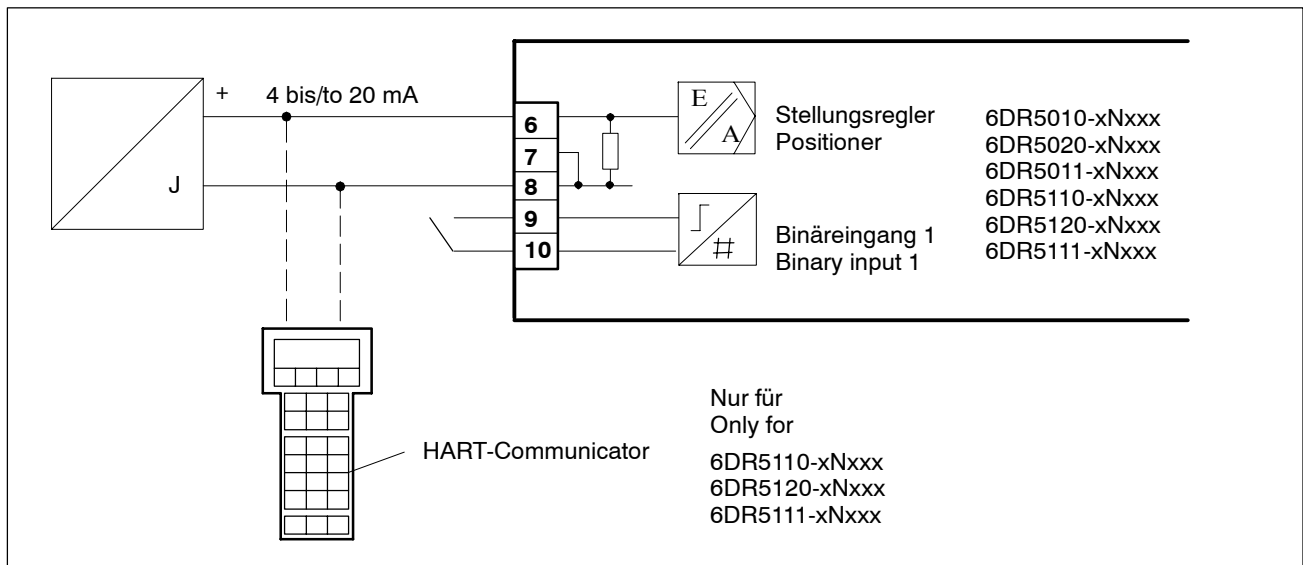 + 4 bis/to 20 mA
J
6
7
8
9
10
E
A
Stellungsregler
Positioner
#
Binäreingang 1
Binary input 1
6DR5010-xNxxx
6DR5020-xNxxx
6DR5011-xNxxx
6DR5110-xNxxx
6DR5120-xNxxx
6DR5111-xNxxx
HART-Communicator
Nur für
Only for
6DR5110-xNxxx
6DR5120-xNxxx
6DR5111-xNxxx